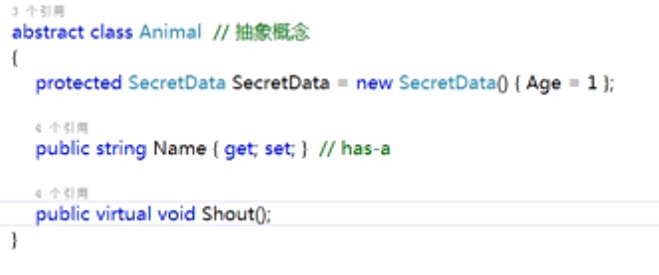 3 个引用
abstract class Animal // 抽象概念
{
protected SecretData SecretData = new SecretData() { Age = 1 };
4 个引用
public string Name { get; set; } // has-a
4 个引用
public virtual void Shout();
}